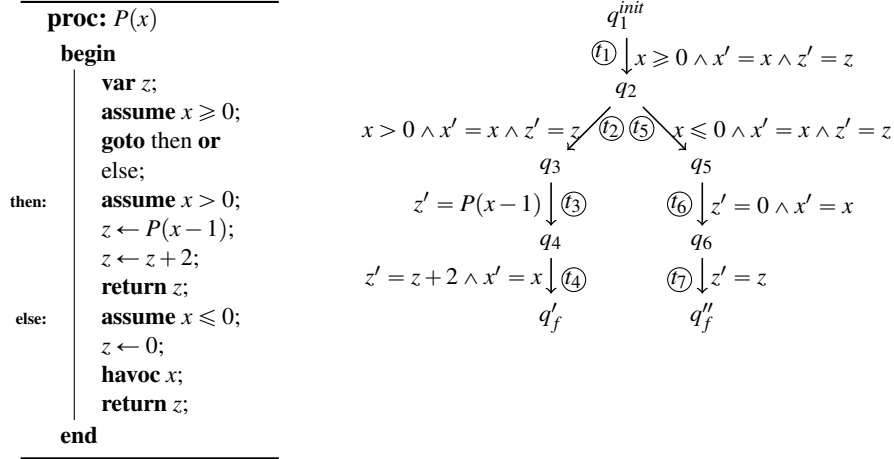 proc: P(x)
begin
var z;
assume x ⩾ 0;
goto then or
else;
then: assume x > 0;
z ← P(x−1);
z ← z+2;
return z;
else: assume x ⩽ 0;
z ← 0;
havoc x;
return z;
end
q₁^init
t₁ x ⩾ 0 ∧ x′ = x ∧ z′ = z
q₂
x > 0 ∧ x′ = x ∧ z′ = z t₂ t₅ x ⩽ 0 ∧ x′ = x ∧ z′ = z
q₃ q₅
z′ = P(x−1) t₃ t₆ z′ = 0 ∧ x′ = x
q₄ q₆
z′ = z+2 ∧ x′ = x t₄ t₇ z′ = z
q′_f q″_f